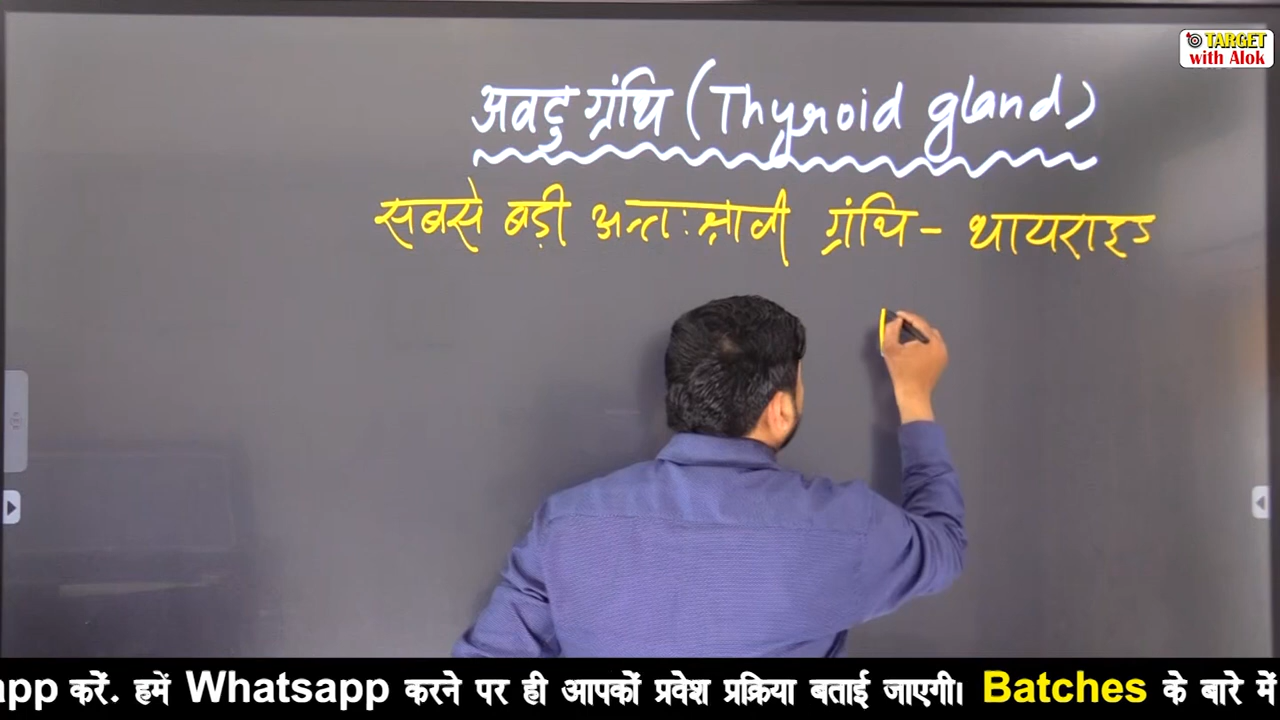 TARGET
with Alok
अवटु ग्रंथि (Thyroid gland)
सबसे बड़ी अन्तःस्रावी ग्रंथि - थायराइड
app करें. हमें Whatsapp करने पर ही आपकों प्रवेश प्रक्रिया बताई जाएगी। Batches के बारे में